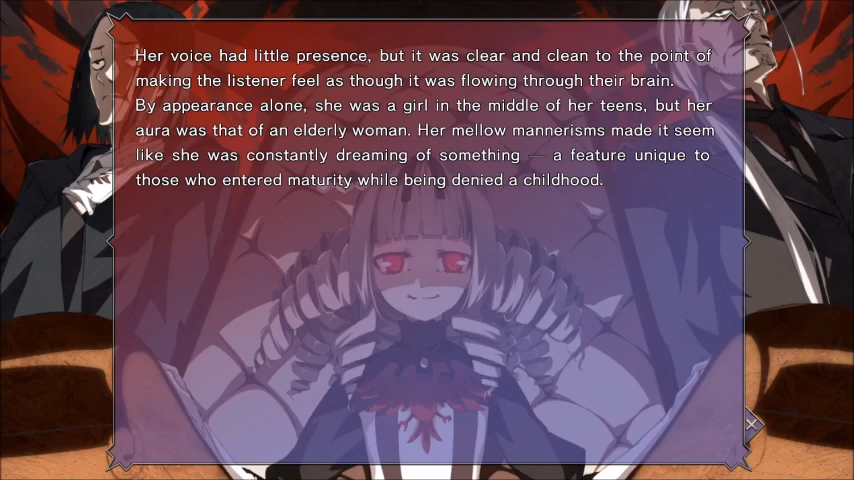 Her voice had little presence, but it was clear and clean to the point of
making the listener feel as though it was flowing through their brain.
By appearance alone, she was a girl in the middle of her teens, but her
aura was that of an elderly woman. Her mellow mannerisms made it seem
like she was constantly dreaming of something — a feature unique to
those who entered maturity while being denied a childhood.